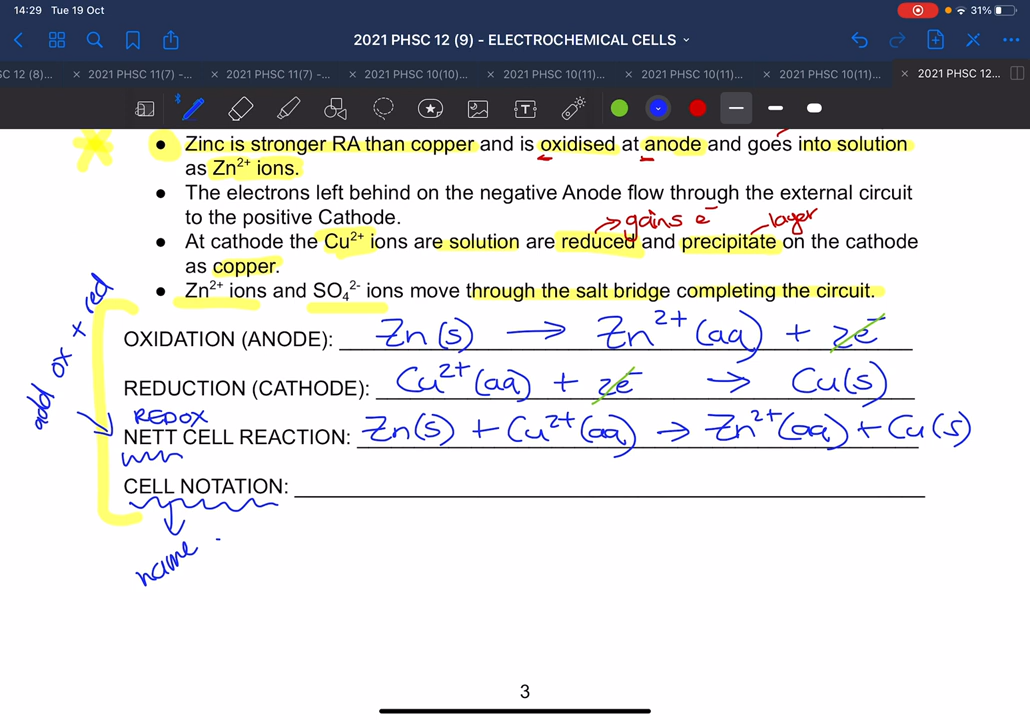 14:29 Tue 19 Oct
31%
2021 PHSC 12 (9) - ELECTROCHEMICAL CELLS
SC 12 (8)... × 2021 PHSC 11(7) -... × 2021 PHSC 11(7) -... × 2021 PHSC 10(10)... × 2021 PHSC 10(11)... × 2021 PHSC 10(11)... × 2021 PHSC 10(11)... × 2021 PHSC 12...
● Zinc is stronger RA than copper and is oxidised at anode and goes into solution
as Zn²⁺ ions.
● The electrons left behind on the negative Anode flow through the external circuit
to the positive Cathode.
→ gains e⁻
layer
● At cathode the Cu²⁺ ions are solution are reduced and precipitate on the cathode
as copper.
● Zn²⁺ ions and SO₄²⁻ ions move through the salt bridge completing the circuit.
add ox + red
OXIDATION (ANODE): Zn(s) → Zn²⁺(aq) + 2e⁻
REDUCTION (CATHODE): Cu²⁺(aq) + 2e⁻ → Cu(s)
REDOX
NETT CELL REACTION: Zn(s) + Cu²⁺(aq) → Zn²⁺(aq) + Cu(s)
CELL NOTATION:
name
3